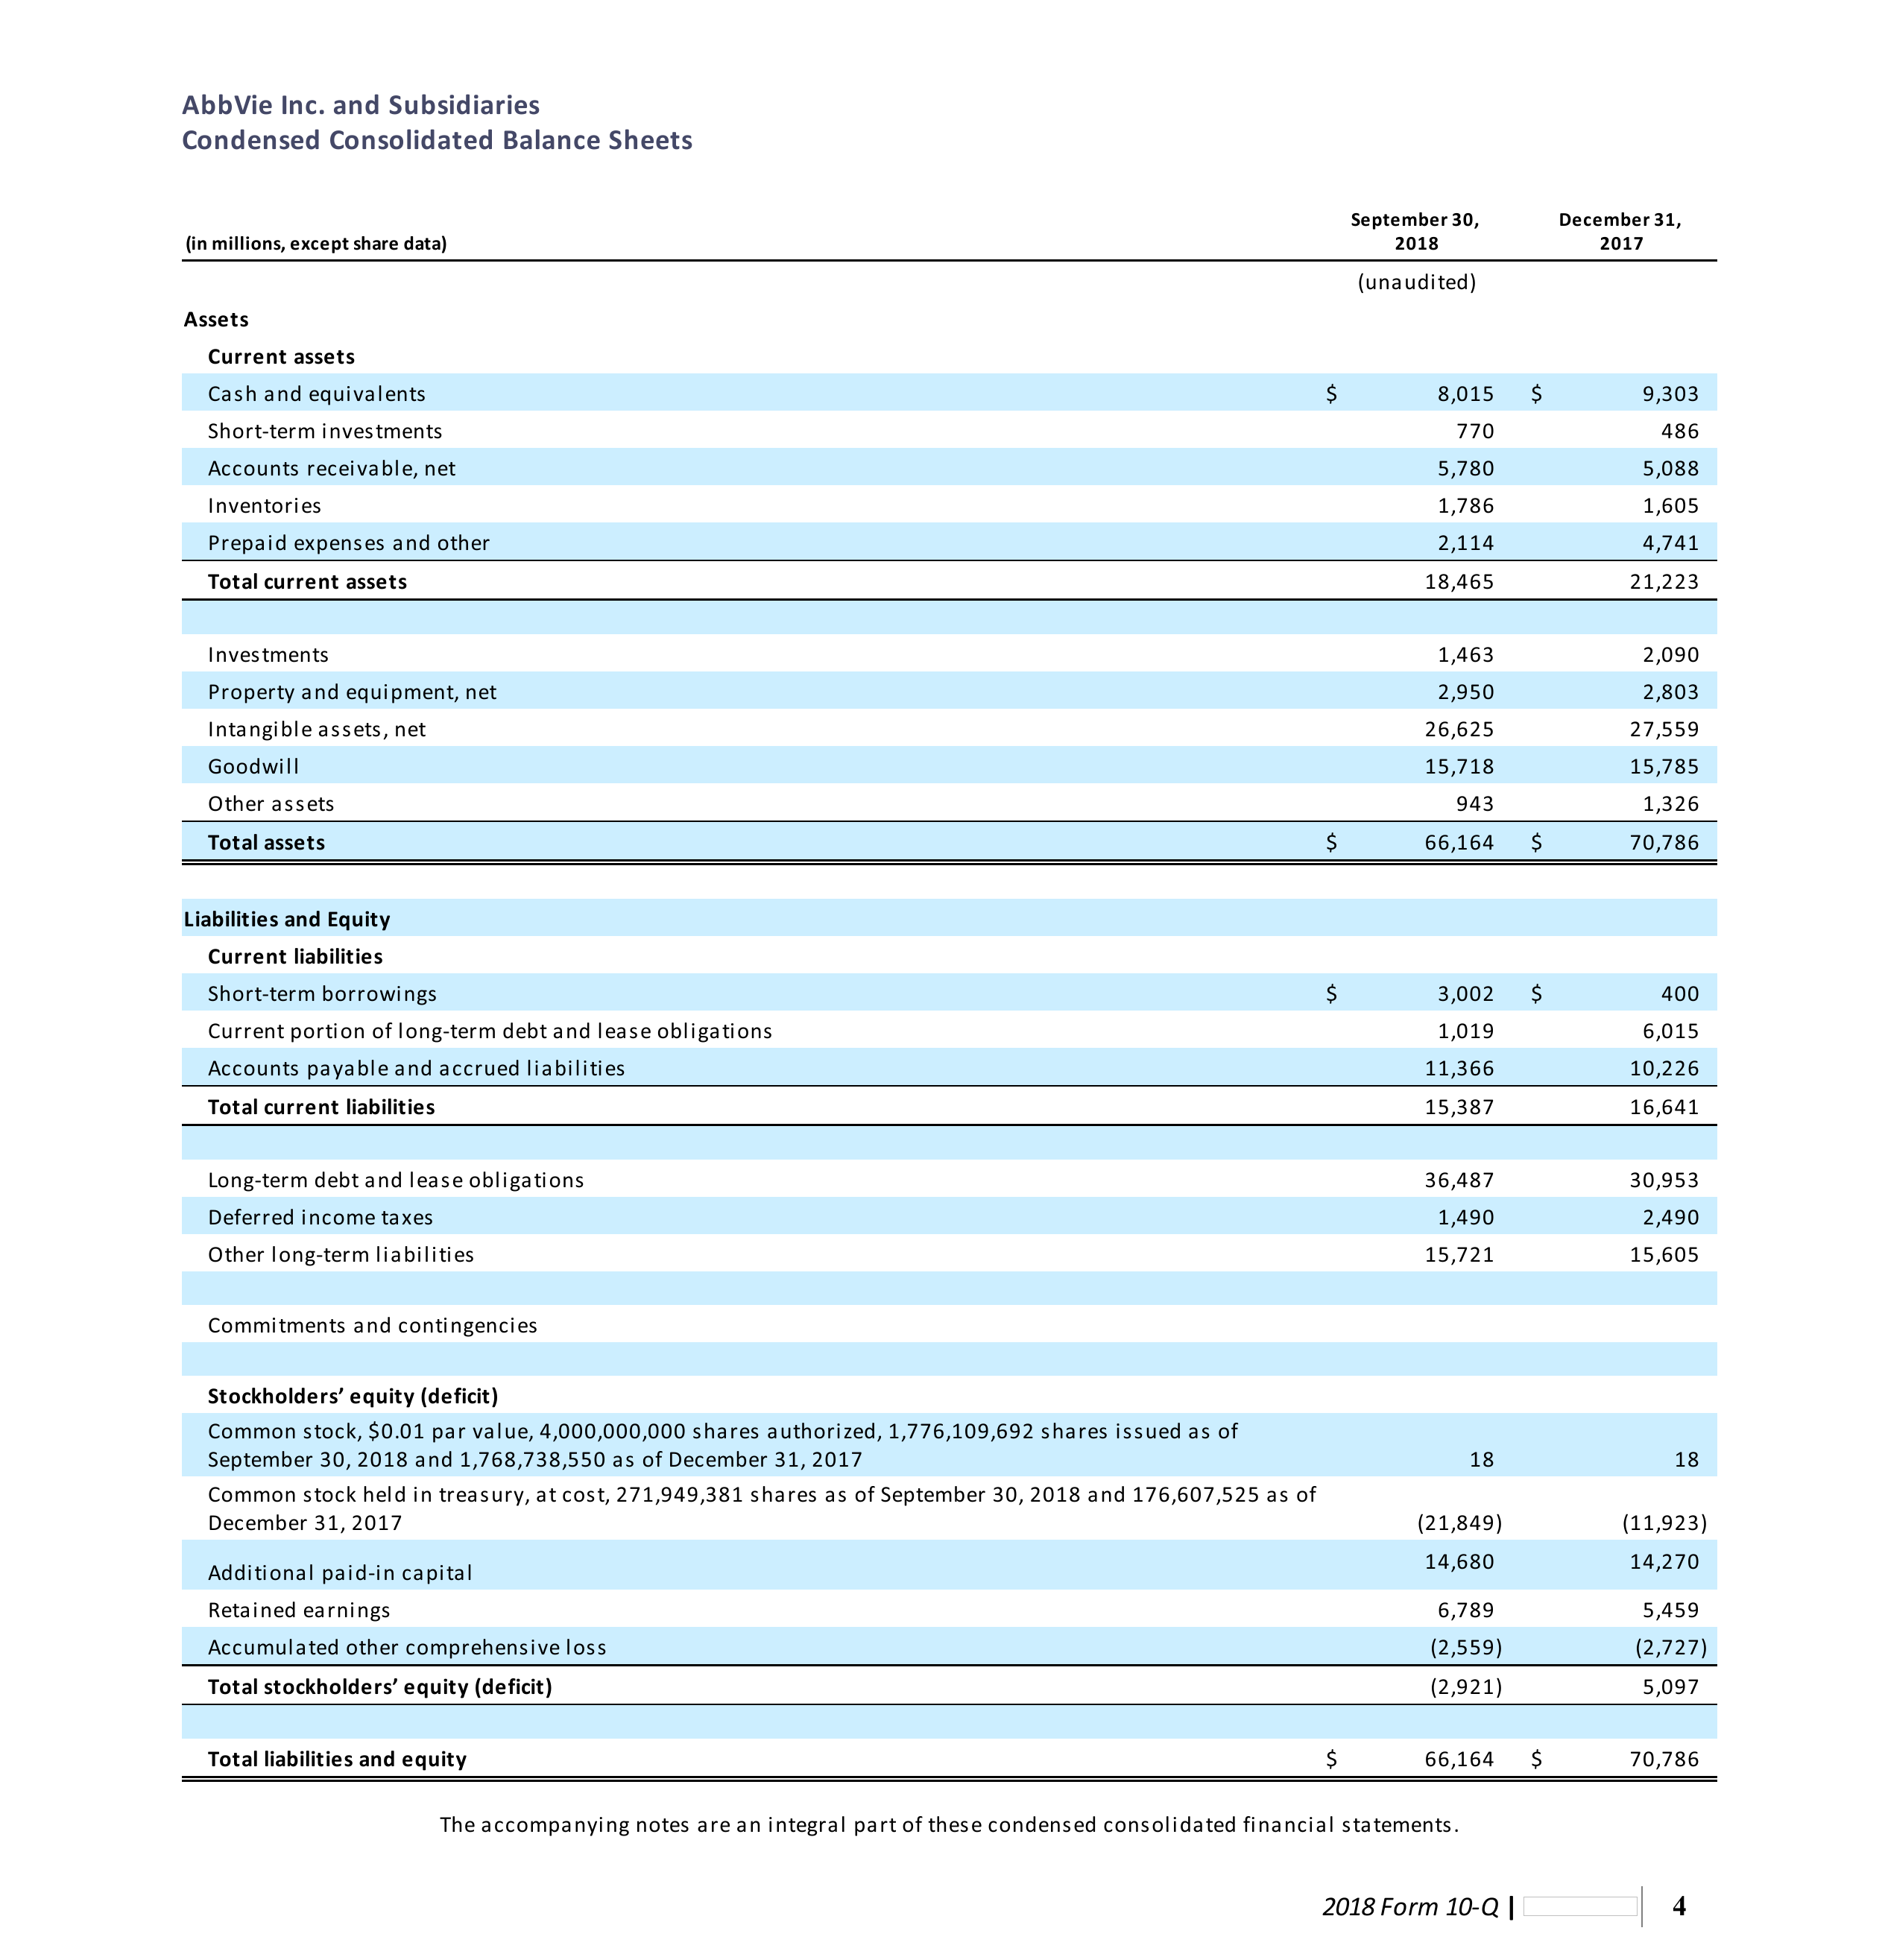 AbbVie Inc. and Subsidiaries
Condensed Consolidated Balance Sheets
(in millions, except share data) September 30, 2018 December 31, 2017
(unaudited)
Assets
Current assets
Cash and equivalents $ 8,015 $ 9,303
Short-term investments 770 486
Accounts receivable, net 5,780 5,088
Inventories 1,786 1,605
Prepaid expenses and other 2,114 4,741
Total current assets 18,465 21,223
Investments 1,463 2,090
Property and equipment, net 2,950 2,803
Intangible assets, net 26,625 27,559
Goodwill 15,718 15,785
Other assets 943 1,326
Total assets $ 66,164 $ 70,786
Liabilities and Equity
Current liabilities
Short-term borrowings $ 3,002 $ 400
Current portion of long-term debt and lease obligations 1,019 6,015
Accounts payable and accrued liabilities 11,366 10,226
Total current liabilities 15,387 16,641
Long-term debt and lease obligations 36,487 30,953
Deferred income taxes 1,490 2,490
Other long-term liabilities 15,721 15,605
Commitments and contingencies
Stockholders’ equity (deficit)
Common stock, $0.01 par value, 4,000,000,000 shares authorized, 1,776,109,692 shares issued as of
September 30, 2018 and 1,768,738,550 as of December 31, 2017 18 18
Common stock held in treasury, at cost, 271,949,381 shares as of September 30, 2018 and 176,607,525 as of
December 31, 2017 (21,849) (11,923)
Additional paid-in capital 14,680 14,270
Retained earnings 6,789 5,459
Accumulated other comprehensive loss (2,559) (2,727)
Total stockholders’ equity (deficit) (2,921) 5,097
Total liabilities and equity $ 66,164 $ 70,786
The accompanying notes are an integral part of these condensed consolidated financial statements.
2018 Form 10-Q | 4